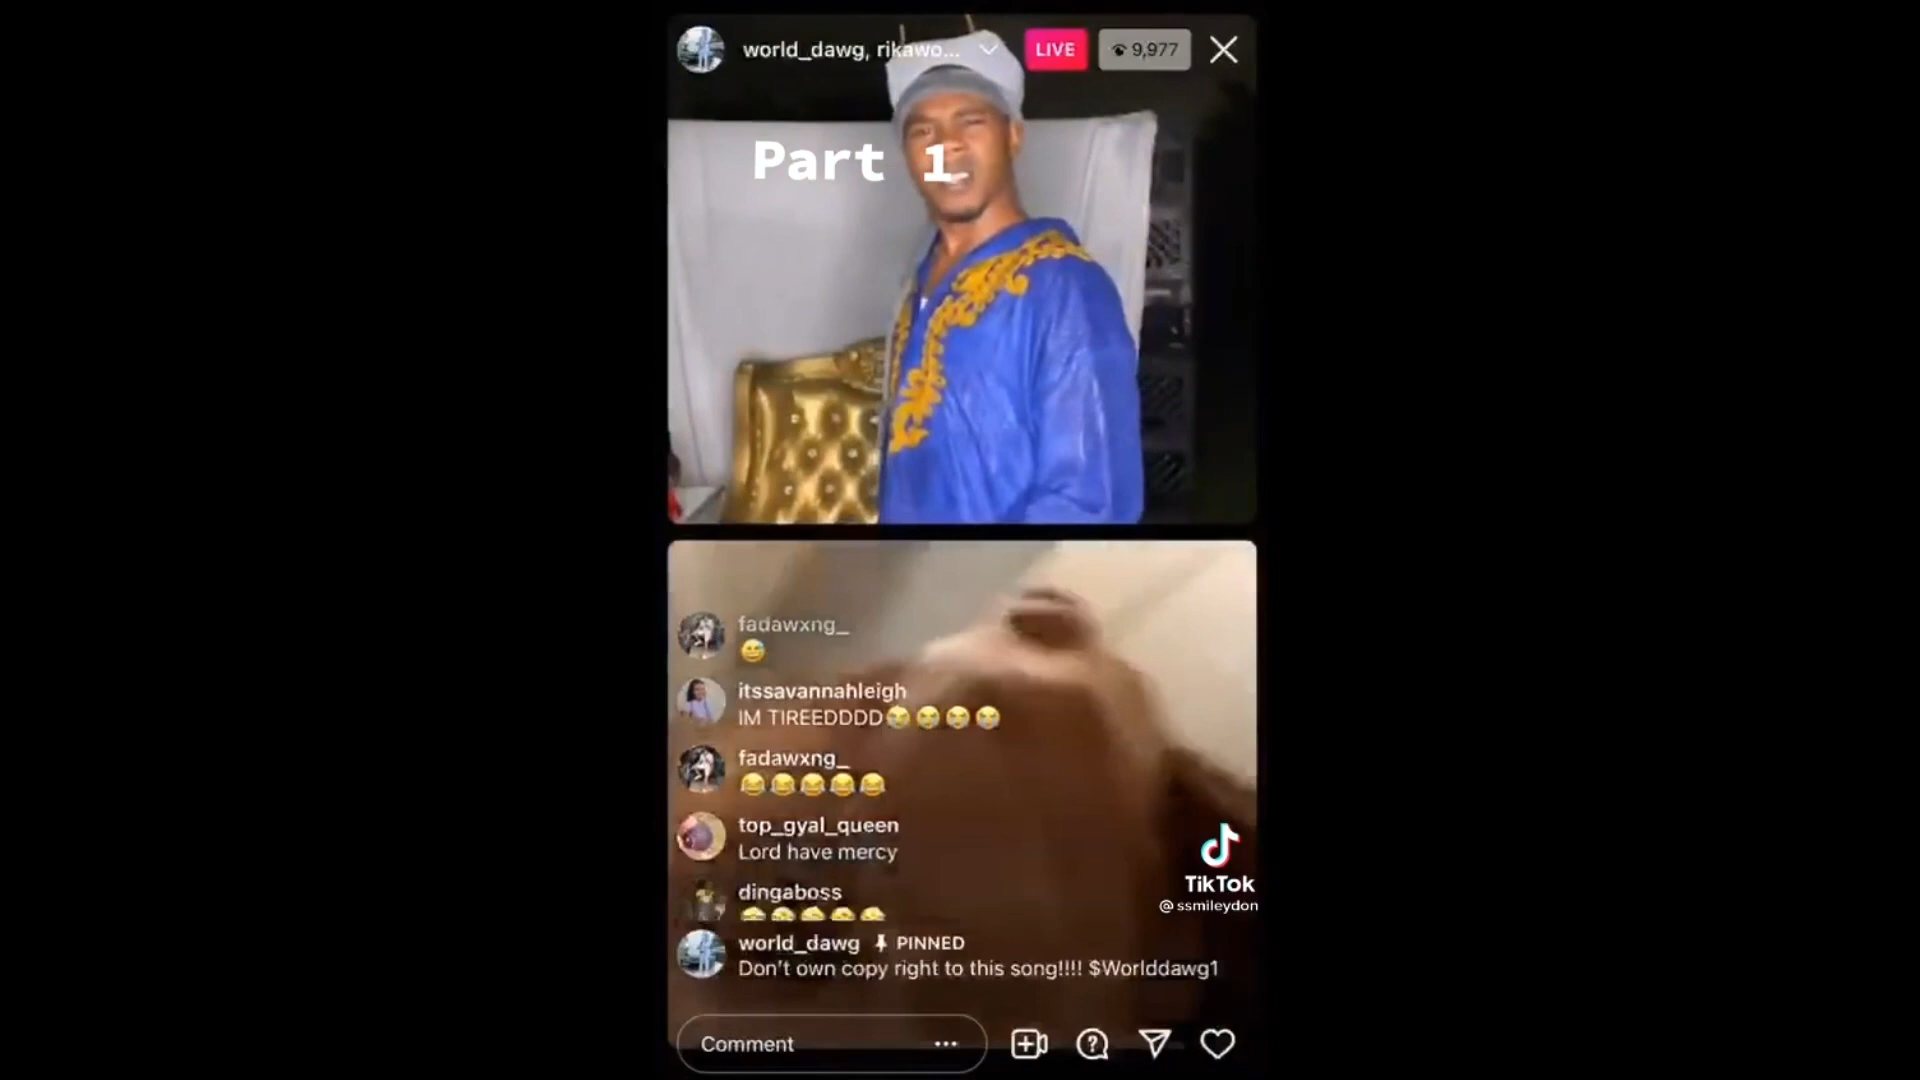 world_dawg, rikawo...
LIVE
9,977
Part 1
fadawxng_
😅
itssavannahleigh
IM TIREEDDDD😭😭😭😭
fadawxng_
😂😂😂😂😂
top_gyal_queen
Lord have mercy
dingaboss
😂😂😂😂😂
world_dawg PINNED
Don't own copy right to this song!!!! $Worlddawg1
TikTok
@ssmileydon
Comment ...